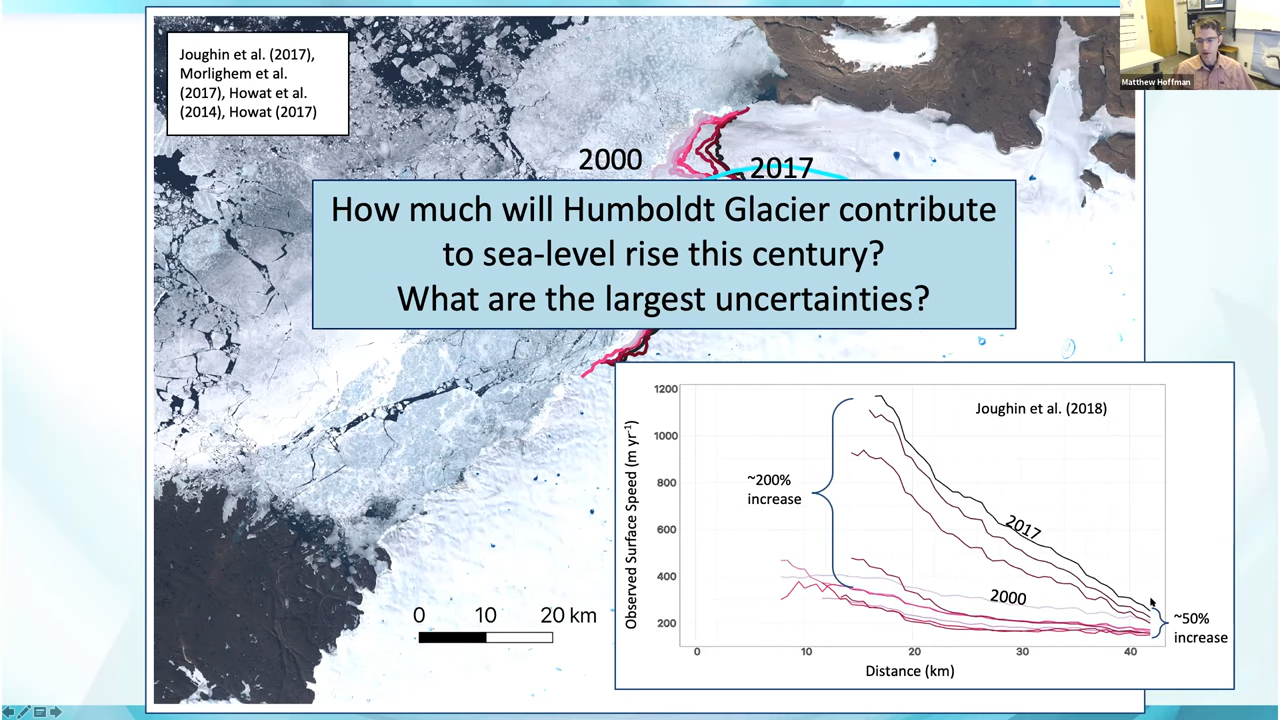 Joughin et al. (2017),
Morlighem et al.
(2017), Howat et al.
(2014), Howat (2017)
Matthew Hoffman
2000
2017
How much will Humboldt Glacier contribute
to sea-level rise this century?
What are the largest uncertainties?
0 10 20 km
Joughin et al. (2018)
Observed Surface Speed (m yr⁻¹)
1200
1000
800
600
400
200
~200%
increase
2017
2000
~50%
increase
0 10 20 30 40
Distance (km)